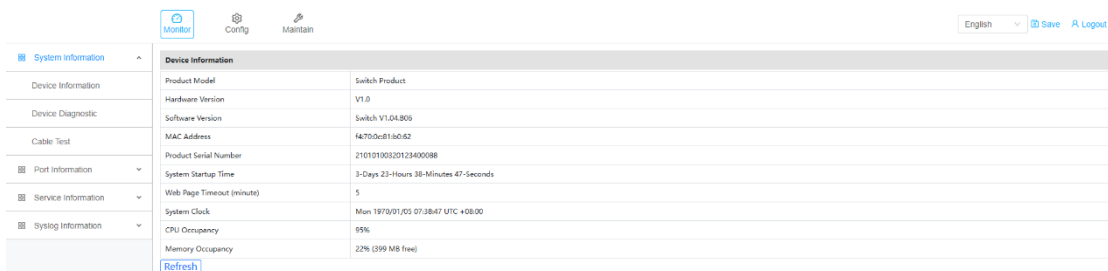 Monitor
Config
Maintain
English
Save
Logout
System Information
Device Information
Device Diagnostic
Cable Test
Port Information
Service Information
Syslog Information
Device Information
Product Model Switch Product
Hardware Version V1.0
Software Version Switch V1.04.B06
MAC Address f4:70:0c:81:b0:62
Product Serial Number 21010100320123400088
System Startup Time 3-Days 23-Hours 38-Minutes 47-Seconds
Web Page Timeout (minute) 5
System Clock Mon 1970/01/05 07:38:47 UTC +08:00
CPU Occupancy 95%
Memory Occupancy 22% (399 MB free)
Refresh